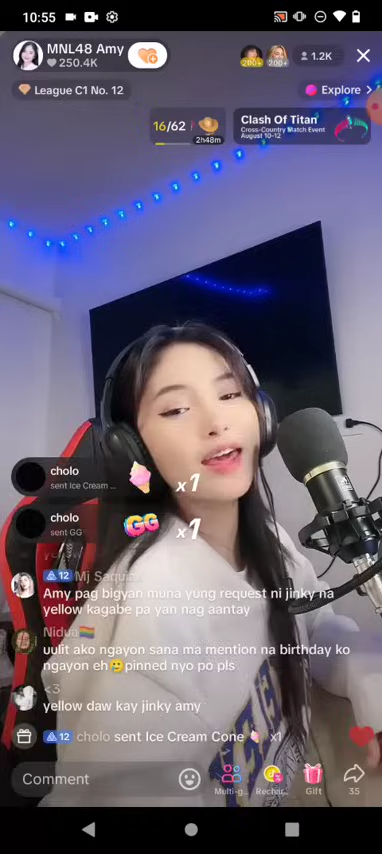 10:55
MNL48 Amy
250.4K
200+
200+
1.2K
League C1 No. 12
Explore
16/62
2h48m
Clash Of Titan
Cross-Country Match Event
August 10-12
cholo
sent Ice Cream ...
x1
cholo
sent GG
GG
x1
12 Mj Saquin
Amy pag bigyan muna yung request ni jinky na
yellow kagabe pa yan nag aantay
Nidua🏳️‍🌈
uulit ako ngayon sana ma mention na birthday ko
ngayon eh🥲pinned nyo po pls
<3
yellow daw kay jinky amy
12 cholo sent Ice Cream Cone x1
Comment
Multi-g...
Rechar...
Gift
35